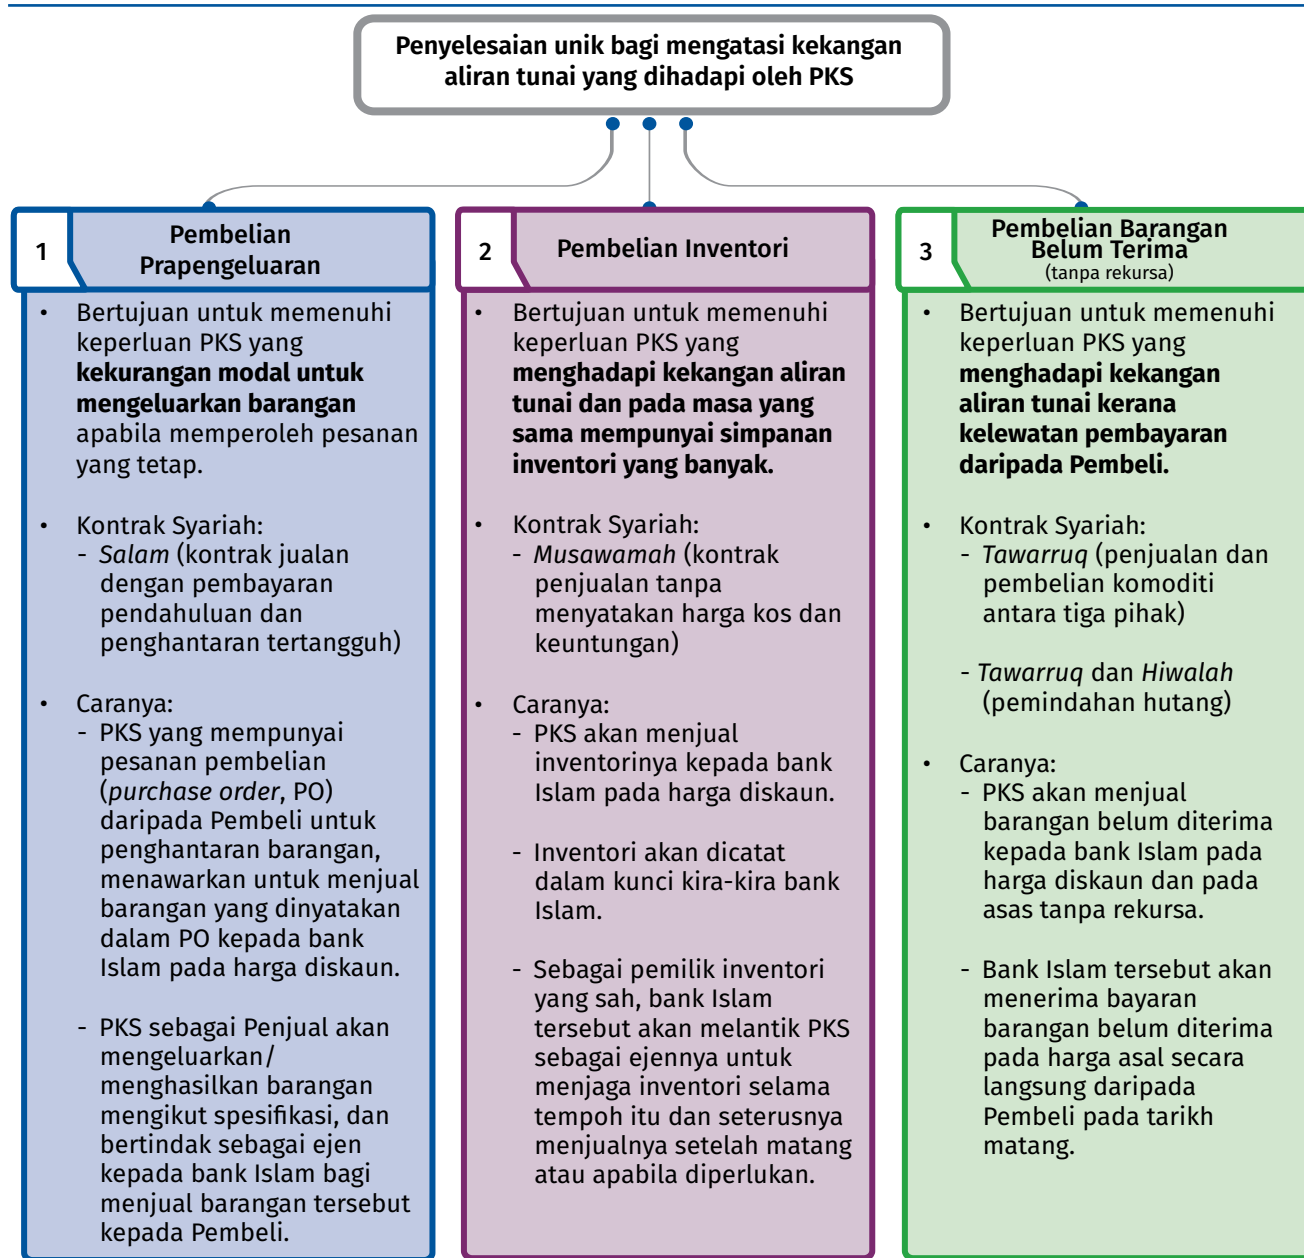 Penyelesaian unik bagi mengatasi kekangan
aliran tunai yang dihadapi oleh PKS
1
Pembelian
Prapengeluaran
• Bertujuan untuk memenuhi
keperluan PKS yang
kekurangan modal untuk
mengeluarkan barangan
apabila memperoleh pesanan
yang tetap.
• Kontrak Syariah:
- Salam (kontrak jualan
dengan pembayaran
pendahuluan dan
penghantaran tertangguh)
• Caranya:
- PKS yang mempunyai
pesanan pembelian
(purchase order, PO)
daripada Pembeli untuk
penghantaran barangan,
menawarkan untuk menjual
barangan yang dinyatakan
dalam PO kepada bank
Islam pada harga diskaun.
- PKS sebagai Penjual akan
mengeluarkan/
menghasilkan barangan
mengikut spesifikasi, dan
bertindak sebagai ejen
kepada bank Islam bagi
menjual barangan tersebut
kepada Pembeli.
2
Pembelian Inventori
• Bertujuan untuk memenuhi
keperluan PKS yang
menghadapi kekangan aliran
tunai dan pada masa yang
sama mempunyai simpanan
inventori yang banyak.
• Kontrak Syariah:
- Musawamah (kontrak
penjualan tanpa
menyatakan harga kos dan
keuntungan)
• Caranya:
- PKS akan menjual
inventorinya kepada bank
Islam pada harga diskaun.
- Inventori akan dicatat
dalam kunci kira-kira bank
Islam.
- Sebagai pemilik inventori
yang sah, bank Islam
tersebut akan melantik PKS
sebagai ejennya untuk
menjaga inventori selama
tempoh itu dan seterusnya
menjualnya setelah matang
atau apabila diperlukan.
3
Pembelian Barangan
Belum Terima
(tanpa rekursa)
• Bertujuan untuk memenuhi
keperluan PKS yang
menghadapi kekangan
aliran tunai kerana
kelewatan pembayaran
daripada Pembeli.
• Kontrak Syariah:
- Tawarruq (penjualan dan
pembelian komoditi
antara tiga pihak)
- Tawarruq dan Hiwalah
(pemindahan hutang)
• Caranya:
- PKS akan menjual
barangan belum diterima
kepada bank Islam pada
harga diskaun dan pada
asas tanpa rekursa.
- Bank Islam tersebut akan
menerima bayaran
barangan belum diterima
pada harga asal secara
langsung daripada
Pembeli pada tarikh
matang.